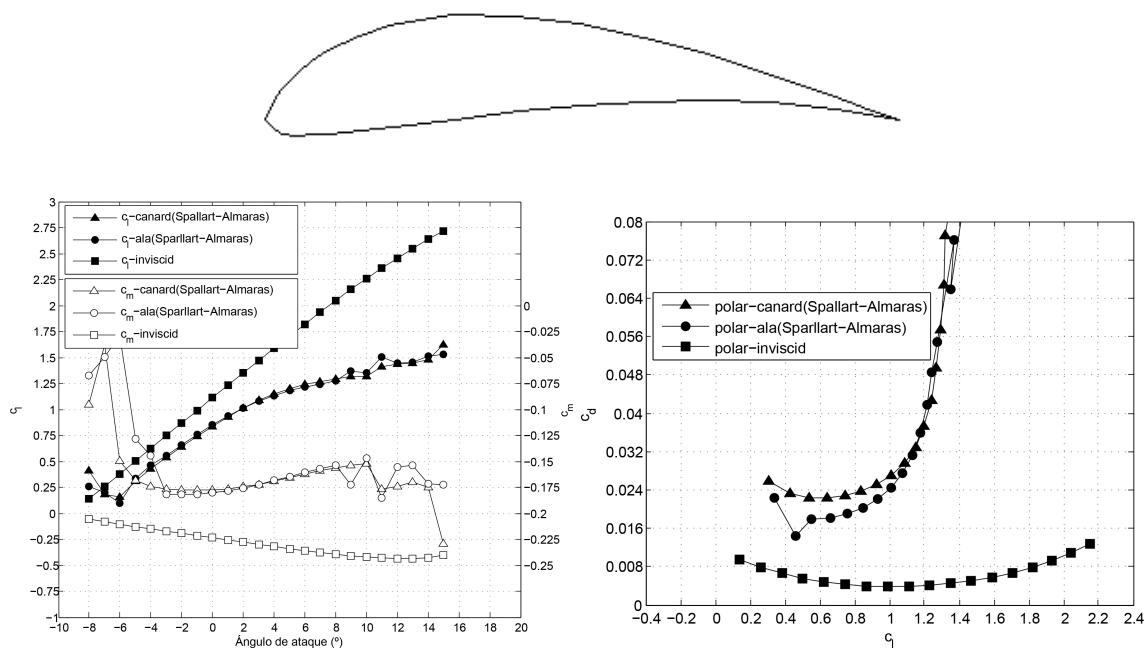 3
2.75
2.5
2.25
2
1.75
1.5
1.25
1
0.75
0.5
0.25
0
−0.25
−0.5
−0.75
−1
c_l
c_l−canard(Spallart−Almaras)
c_l−ala(Sparllart−Almaras)
c_l−inviscid
c_m−canard(Spallart−Almaras)
c_m−ala(Sparllart−Almaras)
c_m−inviscid
−10 −8 −6 −4 −2 0 2 4 6 8 10 12 14 16 18 20
Ángulo de ataque (º)
0
−0.025
−0.05
−0.075
−0.1
−0.125
−0.15
−0.175
−0.2
−0.225
−0.25
c_m
0.08
0.072
0.064
0.056
0.048
0.04
0.032
0.024
0.016
0.008
0
c_d
polar−canard(Spallart−Almaras)
polar−ala(Sparllart−Almaras)
polar−inviscid
−0.4 −0.2 0 0.2 0.4 0.6 0.8 1 1.2 1.4 1.6 1.8 2 2.2 2.4
c_l